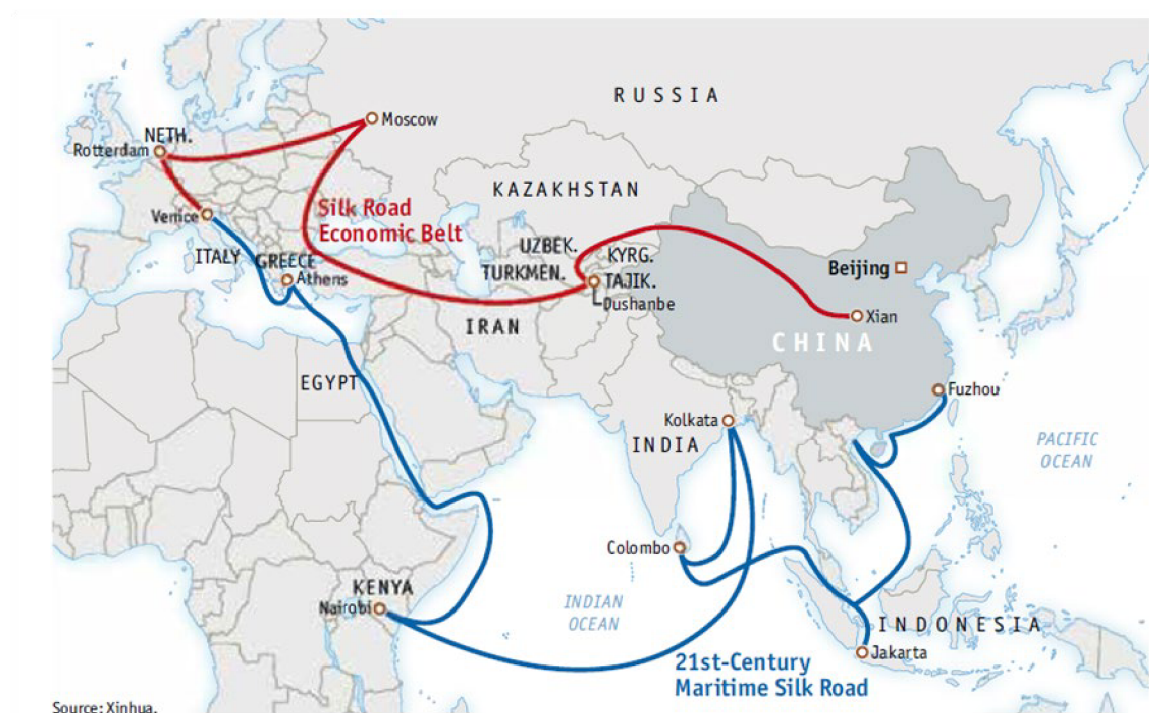 RUSSIA
Moscow
NETH.
Rotterdam
KAZAKHSTAN
Silk Road
Economic Belt
Venice
UZBEK.
KYRG.
ITALY
GREECE
Athens
TURKMEN.
TAJIK.
Dushanbe
Beijing
Xian
IRAN
CHINA
EGYPT
Fuzhou
Kolkata
INDIA
PACIFIC
OCEAN
Colombo
KENYA
Nairobi
INDIAN
OCEAN
INDONESIA
Jakarta
21st-Century
Maritime Silk Road
Source: Xinhua.